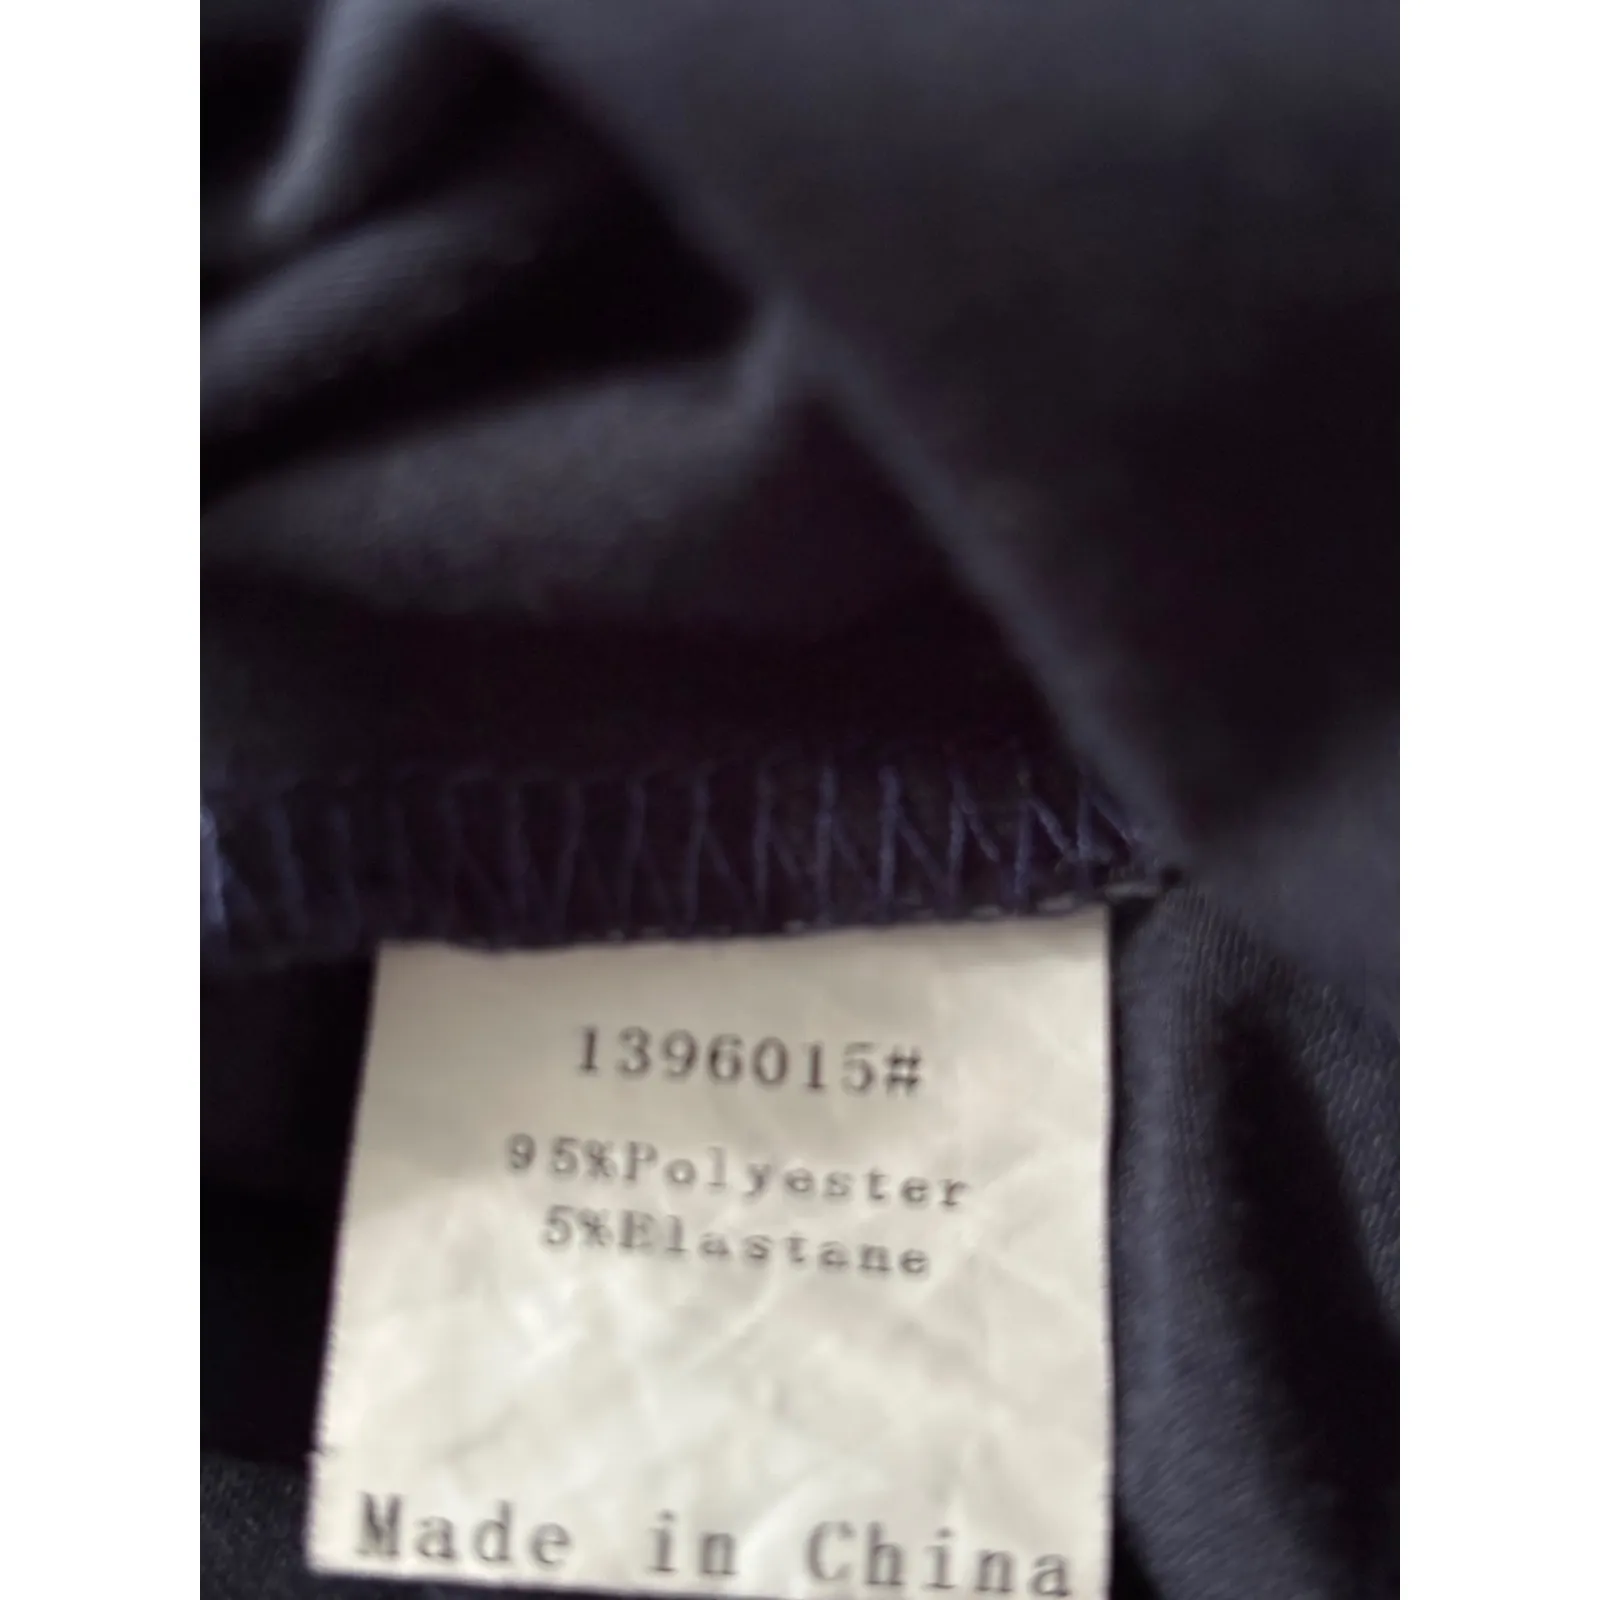 1396015#
95%Polyester
5%Elastane
Made in China